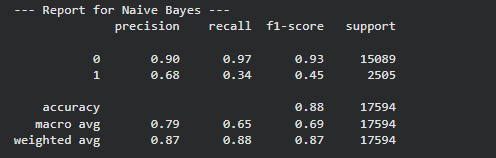 --- Report for Naive Bayes ---
precision recall f1-score support
0 0.90 0.97 0.93 15089
1 0.68 0.34 0.45 2505
accuracy 0.88 17594
macro avg 0.79 0.65 0.69 17594
weighted avg 0.87 0.88 0.87 17594